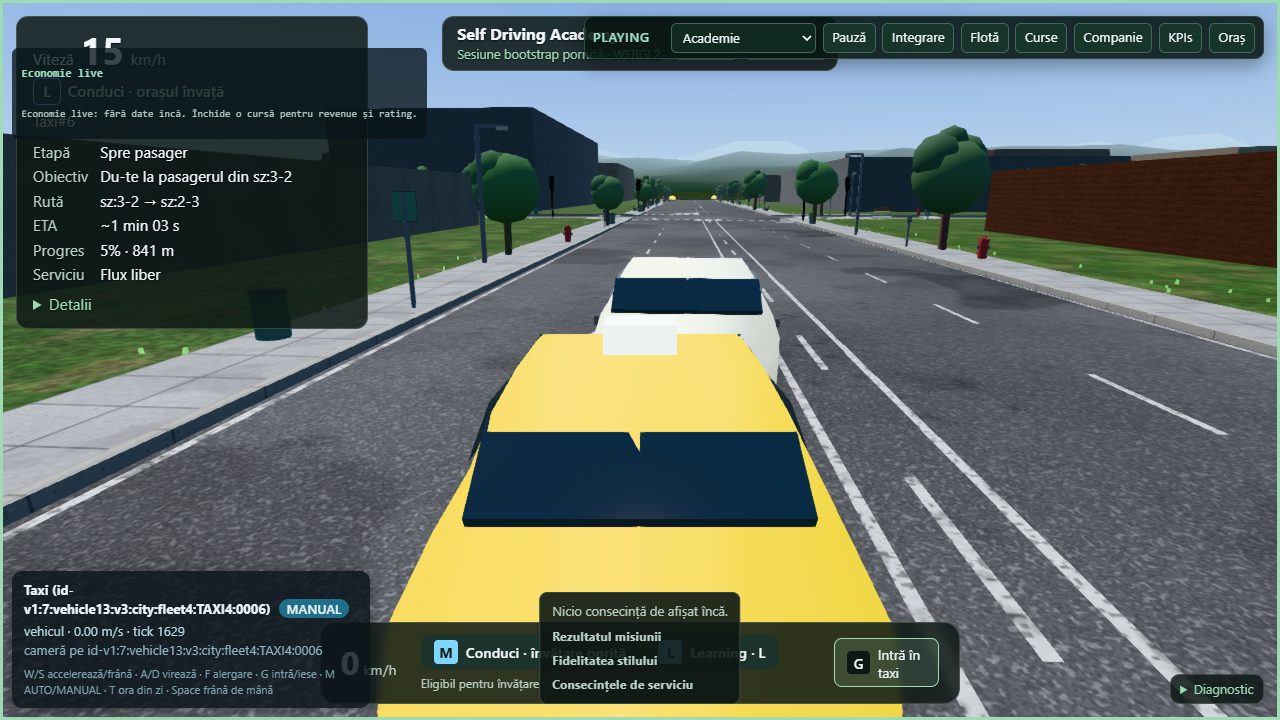 Viteză 15 km/h
Economie live
L Conduci · orașul învață
Economie live: fără date încă. Închide o cursă pentru revenue și rating.
Taxi#6
Etapă Spre pasager
Obiectiv Du-te la pasagerul din sz:3-2
Rută sz:3-2 → sz:2-3
ETA ~1 min 03 s
Progres 5% · 841 m
Serviciu Flux liber
Detalii
Self Driving Acad
Sesiune bootstrap pornită · WEBGL2
PLAYING
Academie
Pauză
Integrare
Flotă
Curse
Companie
KPIs
Oraș
Taxi (id-
v1:7:vehicle13:v3:city:fleet4:TAXI4:0006) MANUAL
vehicul · 0.00 m/s · tick 1629
cameră pe id-v1:7:vehicle13:v3:city:fleet4:TAXI4:0006
W/S accelerează/frână · A/D virează · F alergare · G intră/iese · M
AUTO/MANUAL · T ora din zi · Space frână de mână
0 km/h
M Conduci · învățare oprită
L Learning · L
Eligibil pentru învățare
Nicio consecință de afișat încă.
Rezultatul misiunii
Fidelitatea stilului
Consecințele de serviciu
G Intră în
taxi
Diagnostic